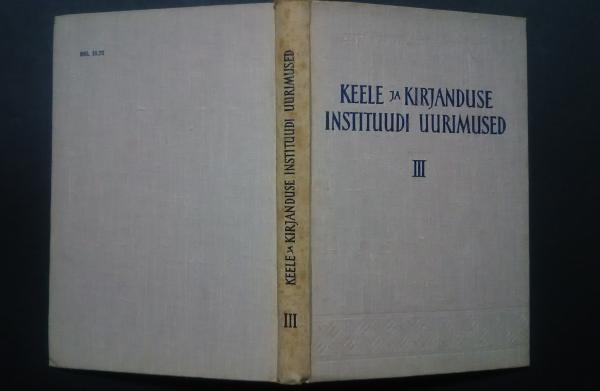 KEELE JA KIRJANDUSE
INSTITUUDI UURIMUSED
III
KEELE JA KIRJANDUSE INSTITUUDI UURIMUSED
III